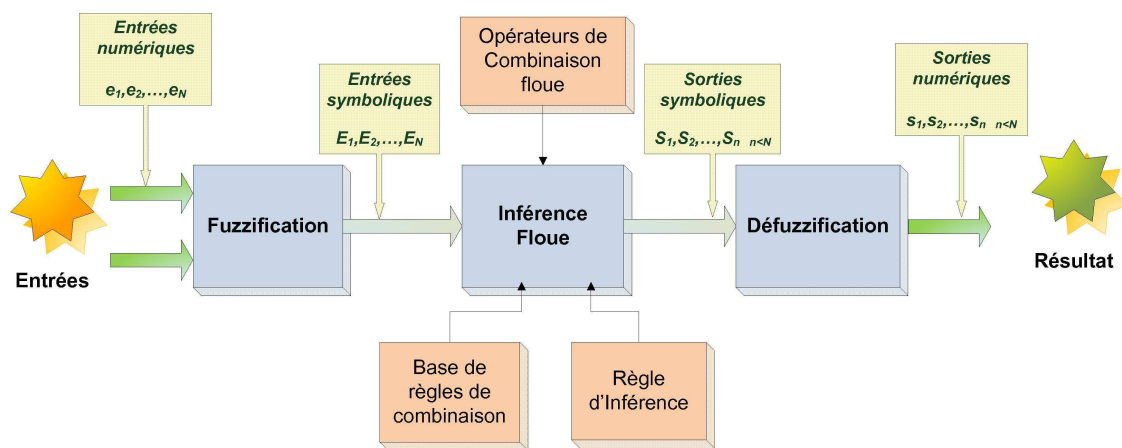 Entrées
numériques
e1,e2,…,eN
Opérateurs de
Combinaison
floue
Entrées
symboliques
E1,E2,…,EN
Sorties
symboliques
S1,S2,…,Sn n<N
Sorties
numériques
s1,s2,…,sn n<N
Entrées
Fuzzification
Inférence
Floue
Défuzzification
Résultat
Base de
règles de
combinaison
Règle
d’Inférence